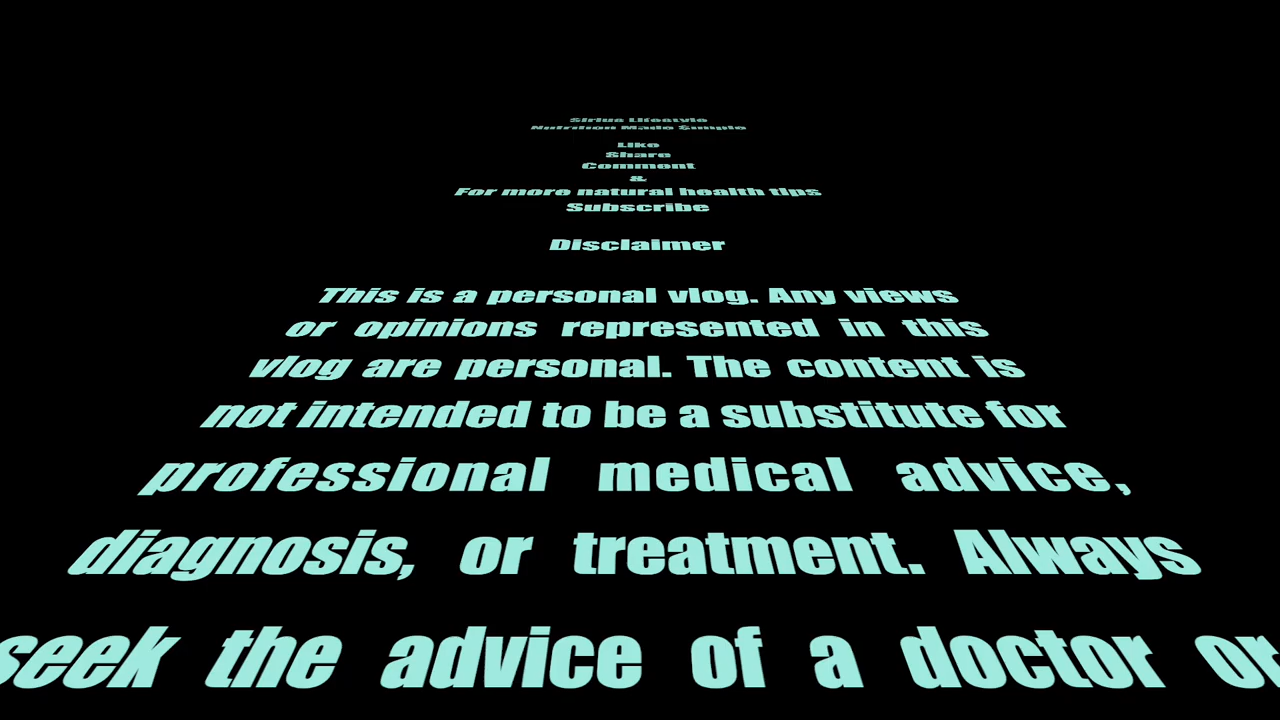 Sirius Lifestyle
Nutrition Made Simple
Like
Share
Comment
&
For more natural health tips
Subscribe
Disclaimer
This is a personal vlog. Any views
or opinions represented in this
vlog are personal. The content is
not intended to be a substitute for
professional medical advice,
diagnosis, or treatment. Always
seek the advice of a doctor or